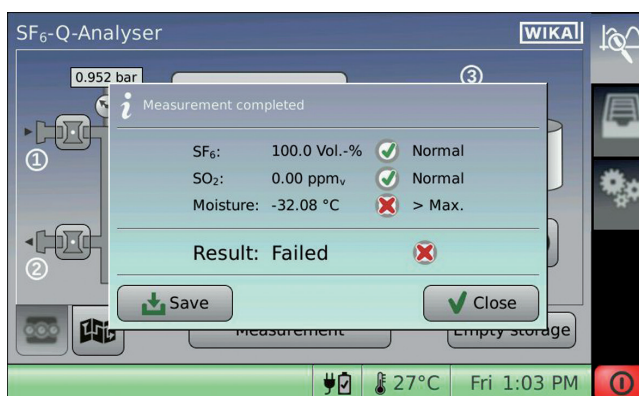 SF₆-Q-Analyser
WIKAI
0.952 bar
③
i Measurement completed
①
SF₆: 100.0 Vol.-% Normal
SO₂: 0.00 ppmᵥ Normal
Moisture: -32.08 °C > Max.
Result: Failed
②
Save
Close
Measurement
Empty storage
27°C
Fri 1:03 PM